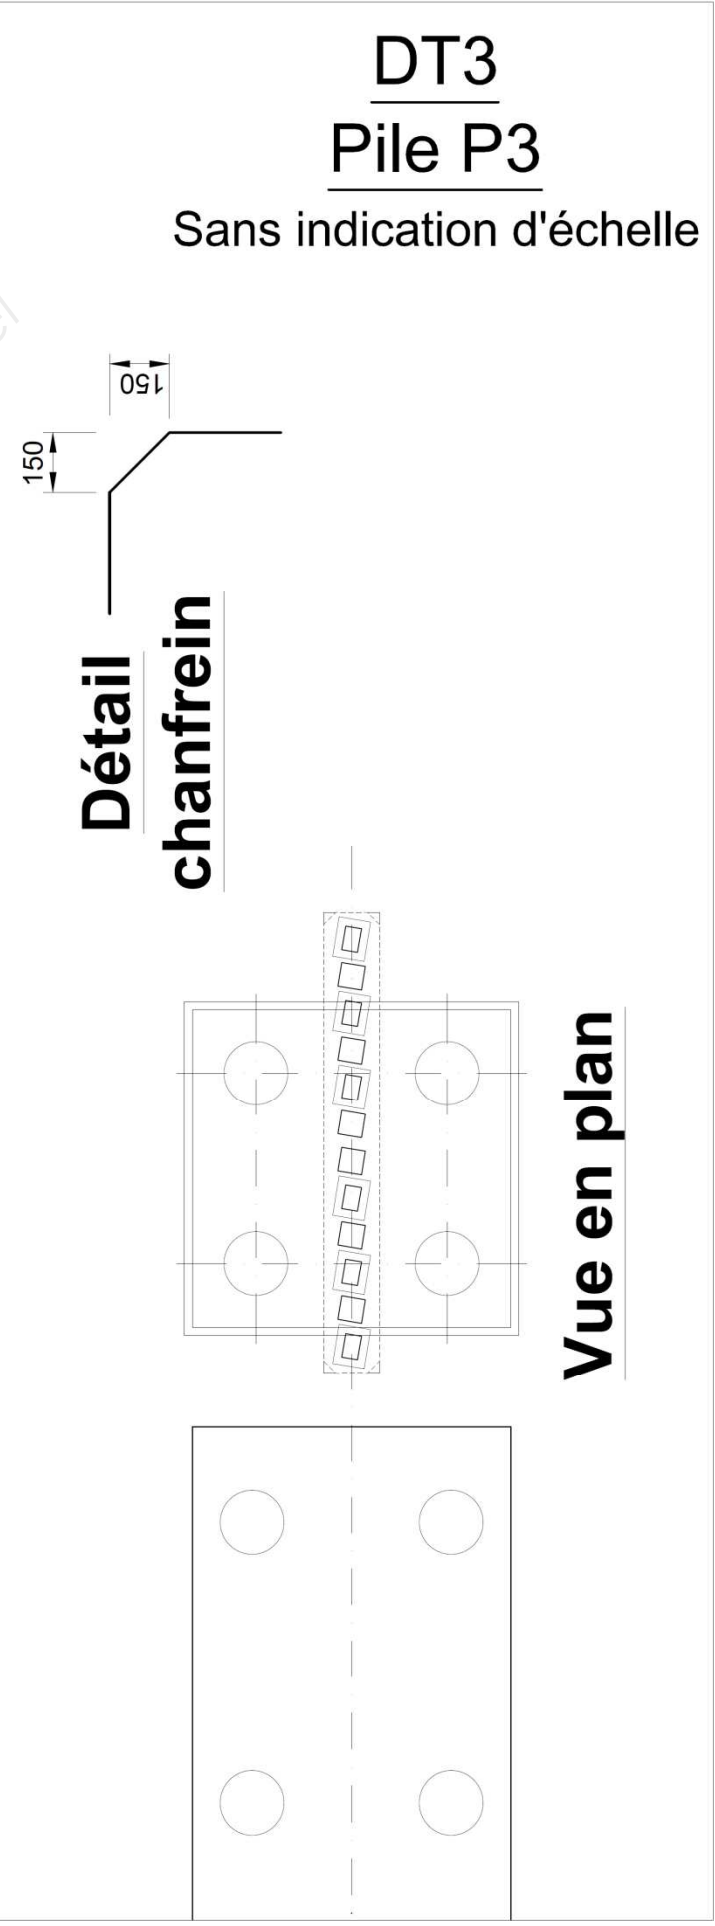 DT3
Pile P3
Sans indication d'échelle
150
150
Détail
chanfrein
Vue en plan